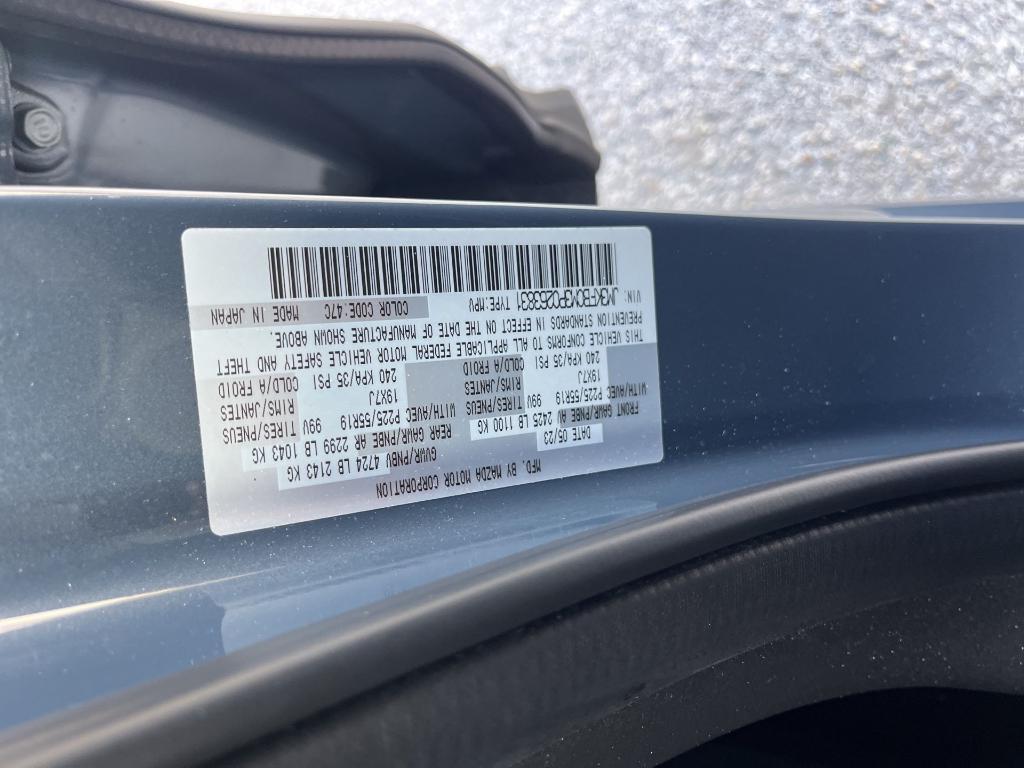 MFD. BY MAZDA MOTOR CORPORATION
DATE 05/23
GVWR/PNBV 4724 LB 2143 KG
FRONT GAWR/PNBE AV 2425 LB 1100 KG
REAR GAWR/PNBE AR 2299 LB 1043 KG
WITH/AVEC P225/55R19 99V TIRES/PNEUS
WITH/AVEC P225/55R19 99V TIRES/PNEUS
19X7J RIMS/JANTES
19X7J RIMS/JANTES
240 KPA/35 PSI COLD/A FROID
240 KPA/35 PSI COLD/A FROID
THIS VEHICLE CONFORMS TO ALL APPLICABLE FEDERAL MOTOR VEHICLE SAFETY AND THEFT
PREVENTION STANDARDS IN EFFECT ON THE DATE OF MANUFACTURE SHOWN ABOVE.
VIN: JM3KFBCM3P0253831 TYPE:MPV COLOR CODE:47C MADE IN JAPAN